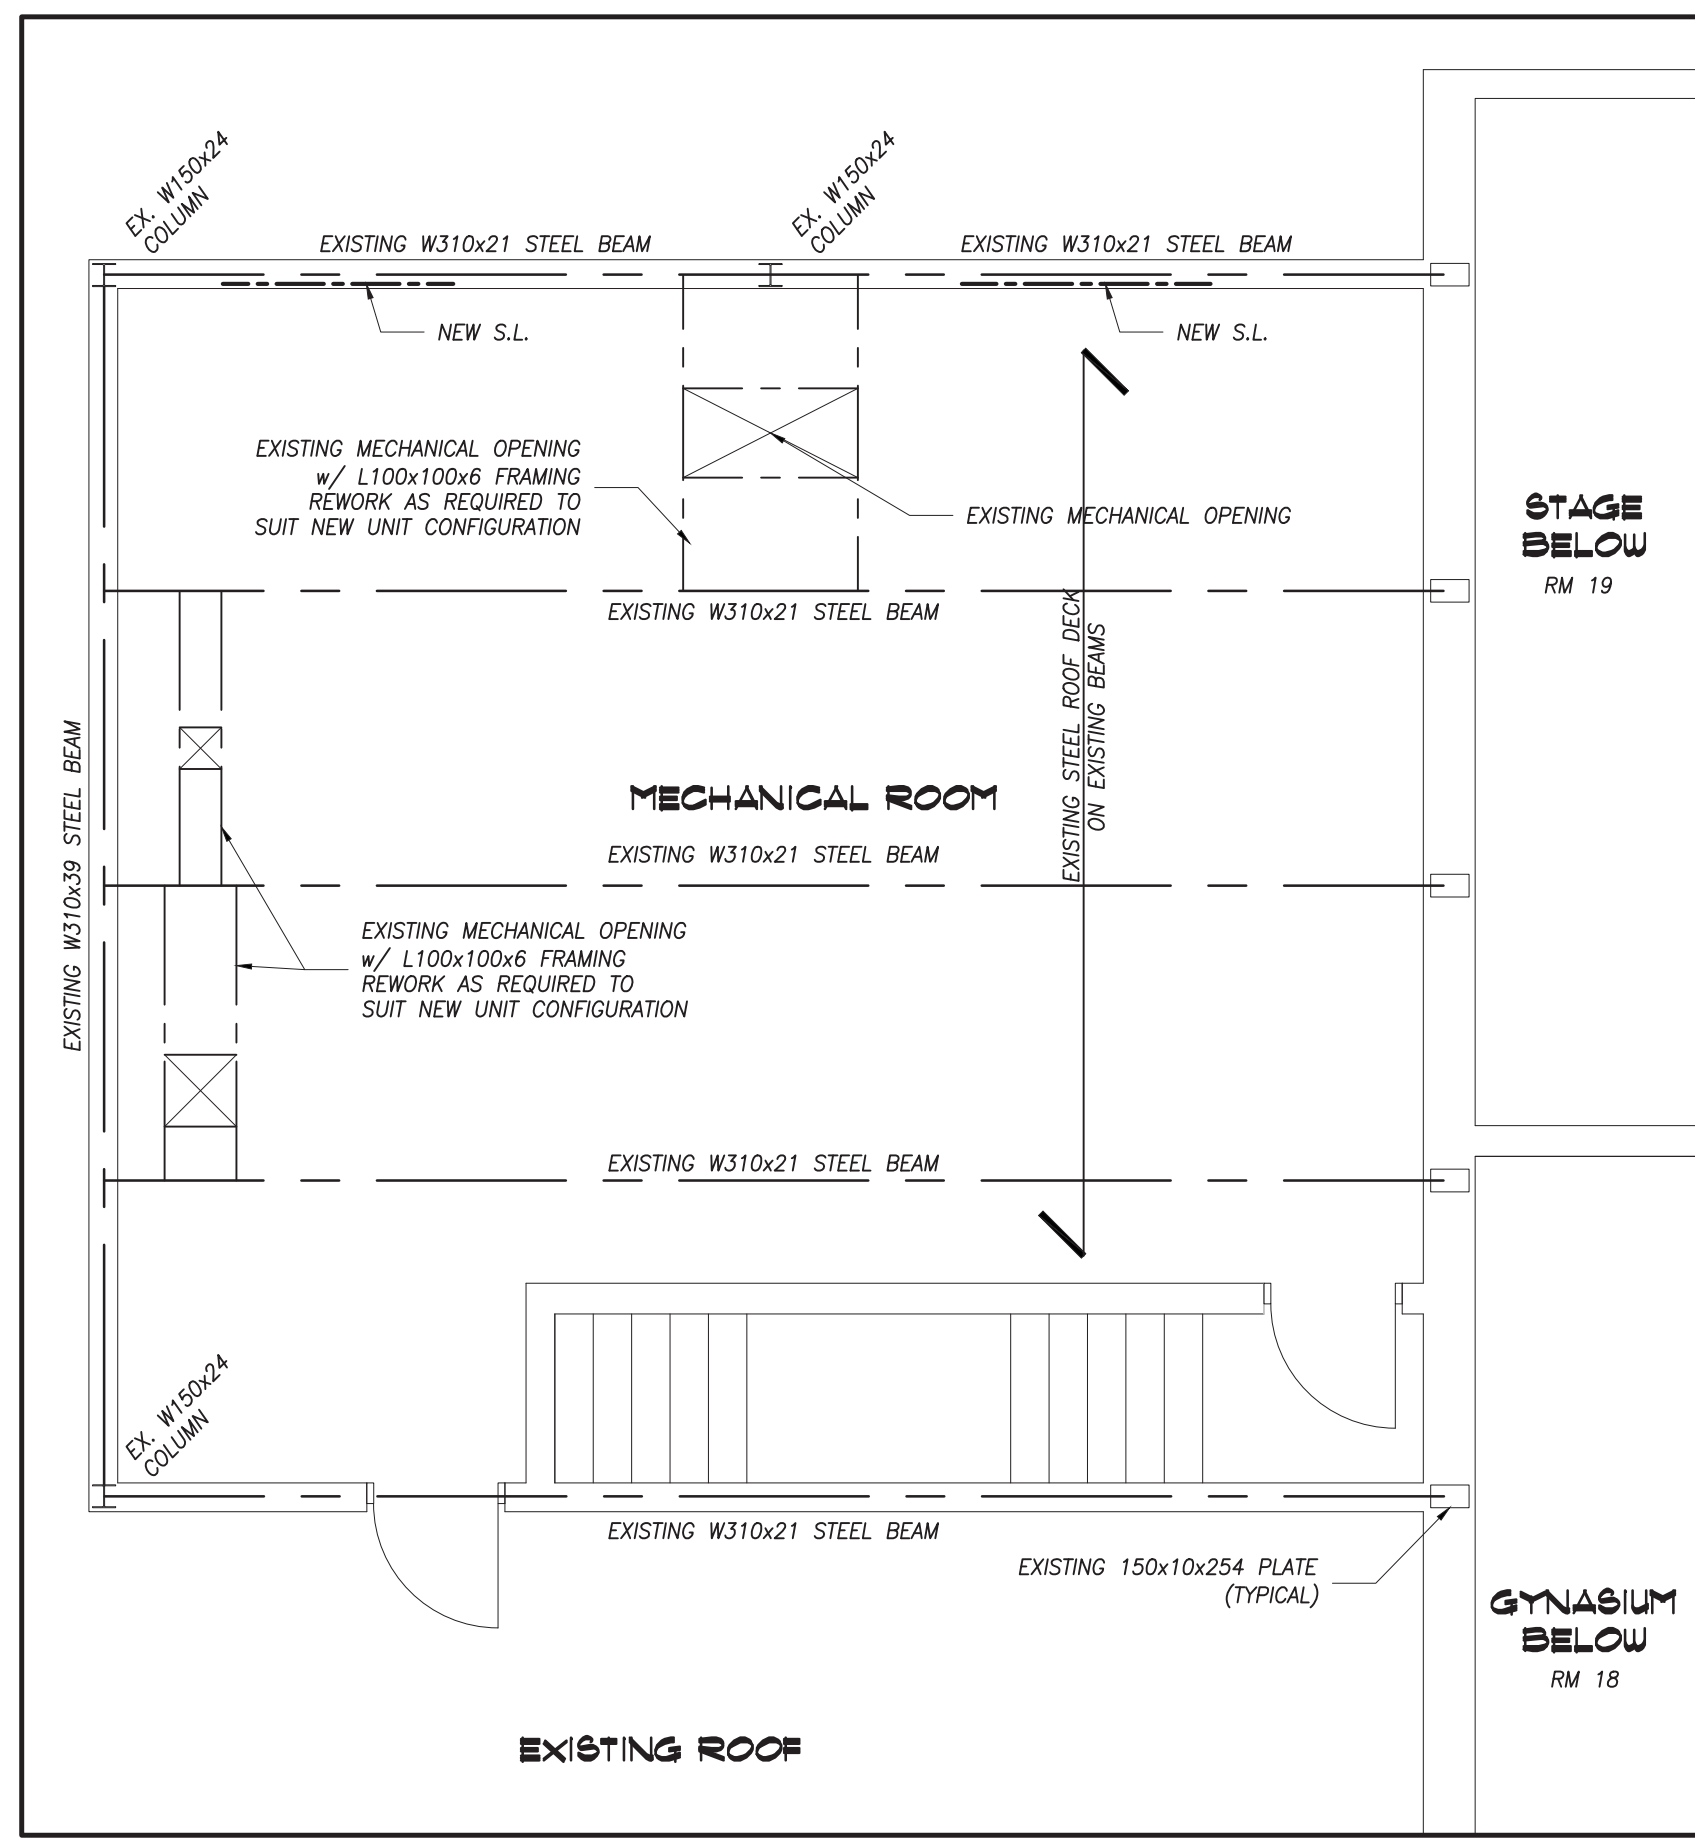 EX. W150x24
COLUMN
EX. W150x24
COLUMN
EXISTING W310x21 STEEL BEAM
EXISTING W310x21 STEEL BEAM
NEW S.L.
NEW S.L.
EXISTING MECHANICAL OPENING
w/ L100x100x6 FRAMING
REWORK AS REQUIRED TO
SUIT NEW UNIT CONFIGURATION
EXISTING MECHANICAL OPENING
STAGE
BELOW
RM 19
EXISTING W310x21 STEEL BEAM
EXISTING STEEL ROOF DECK
ON EXISTING BEAMS
EXISTING W310x39 STEEL BEAM
MECHANICAL ROOM
EXISTING W310x21 STEEL BEAM
EXISTING MECHANICAL OPENING
w/ L100x100x6 FRAMING
REWORK AS REQUIRED TO
SUIT NEW UNIT CONFIGURATION
EXISTING W310x21 STEEL BEAM
EX. W150x24
COLUMN
EXISTING W310x21 STEEL BEAM
EXISTING 150x10x254 PLATE
(TYPICAL)
GYNASIUM
BELOW
RM 18
EXISTING ROOF